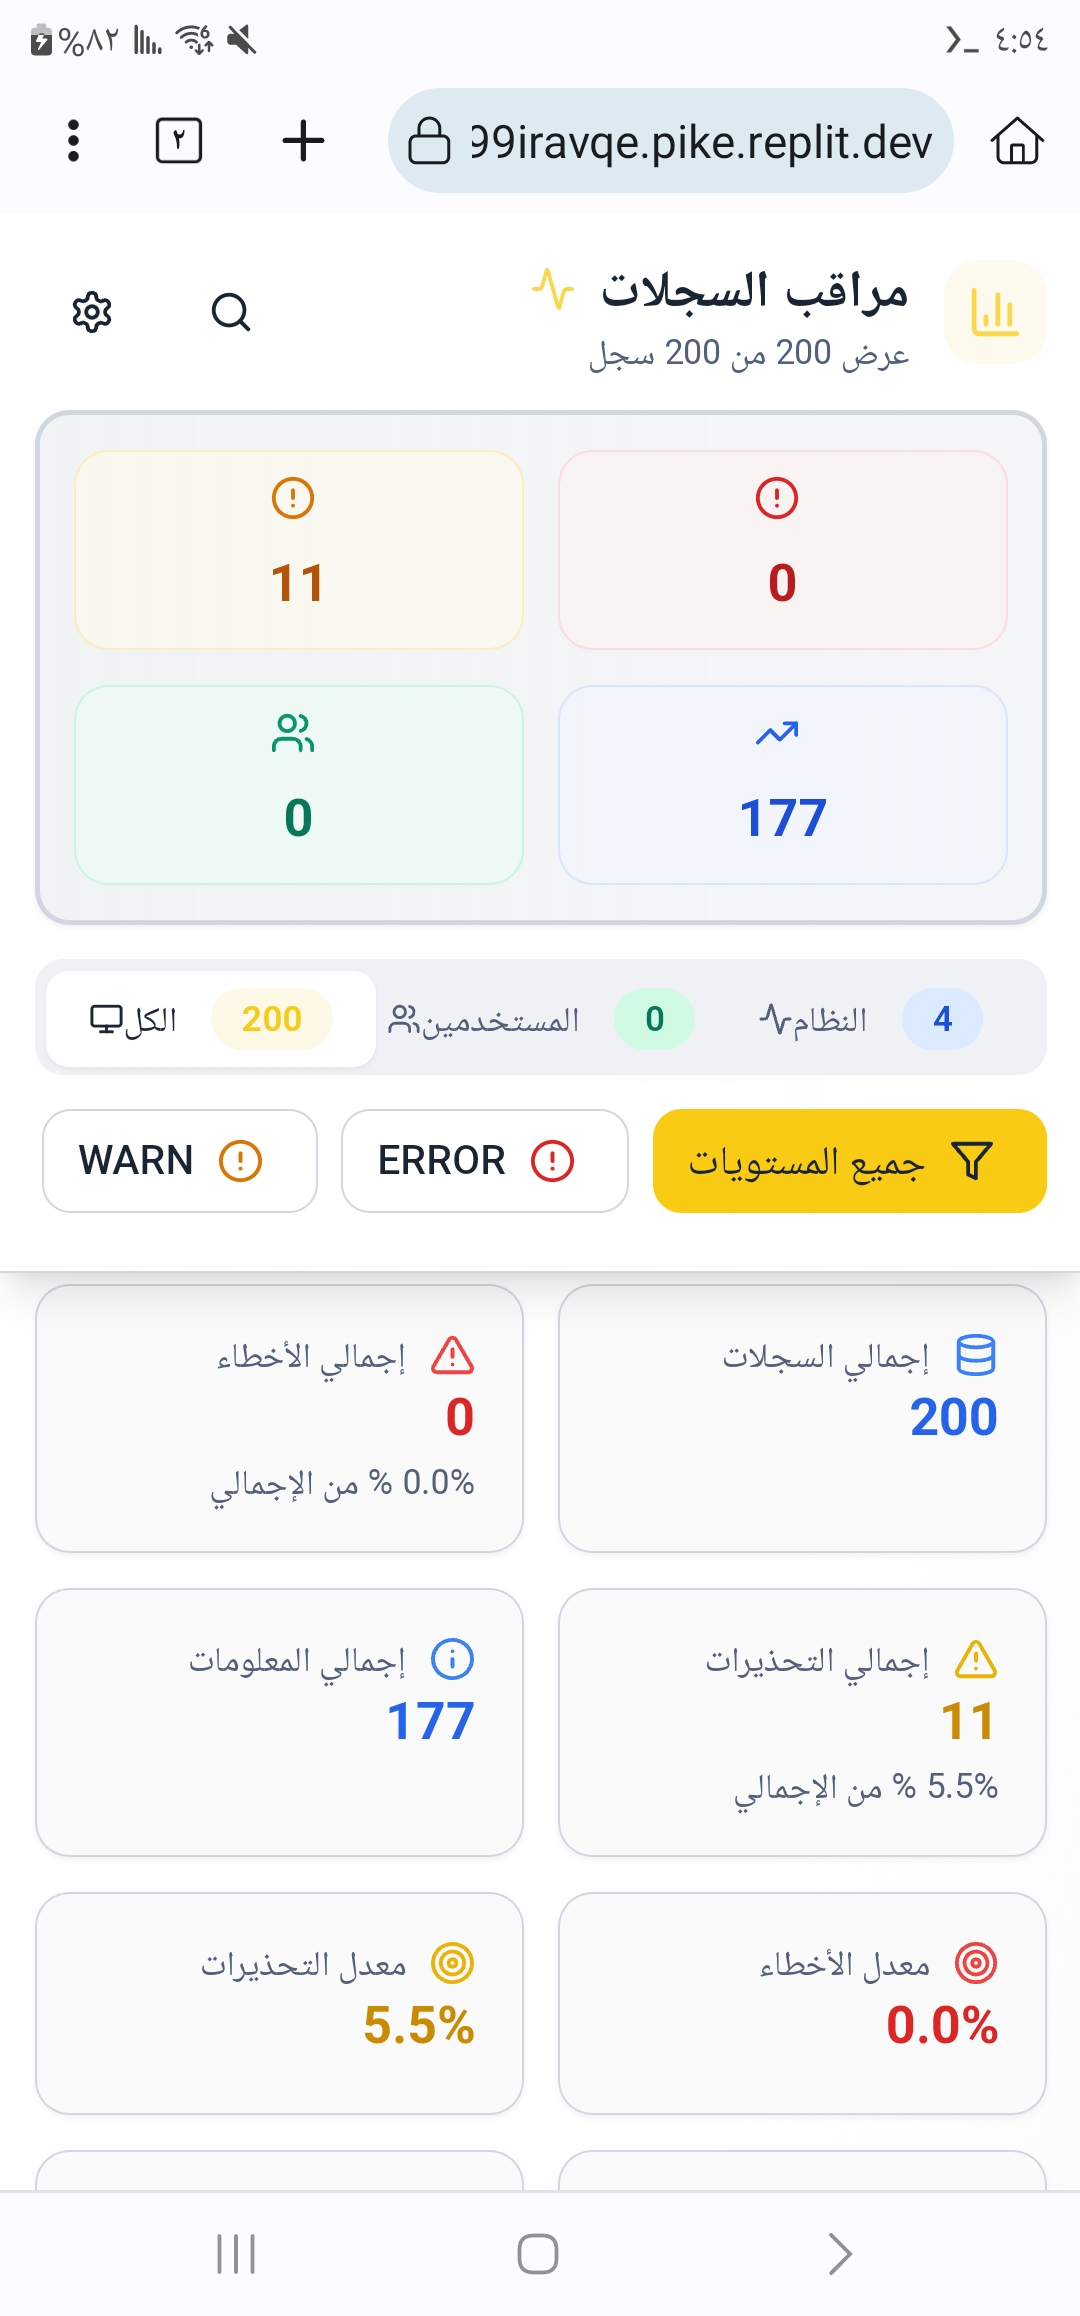 ٤:٥٤
%٨٢
6
99iravqe.pike.replit.dev
٢
مراقب السجلات
عرض 200 من 200 سجل
0
11
177
0
4 النظام
0 المستخدمين
200 الكل
جميع المستويات
ERROR
WARN
إجمالي السجلات
200
إجمالي الأخطاء
0
0.0% % من الإجمالي
إجمالي التحذيرات
11
5.5% % من الإجمالي
إجمالي المعلومات
177
معدل الأخطاء
0.0%
معدل التحذيرات
5.5%